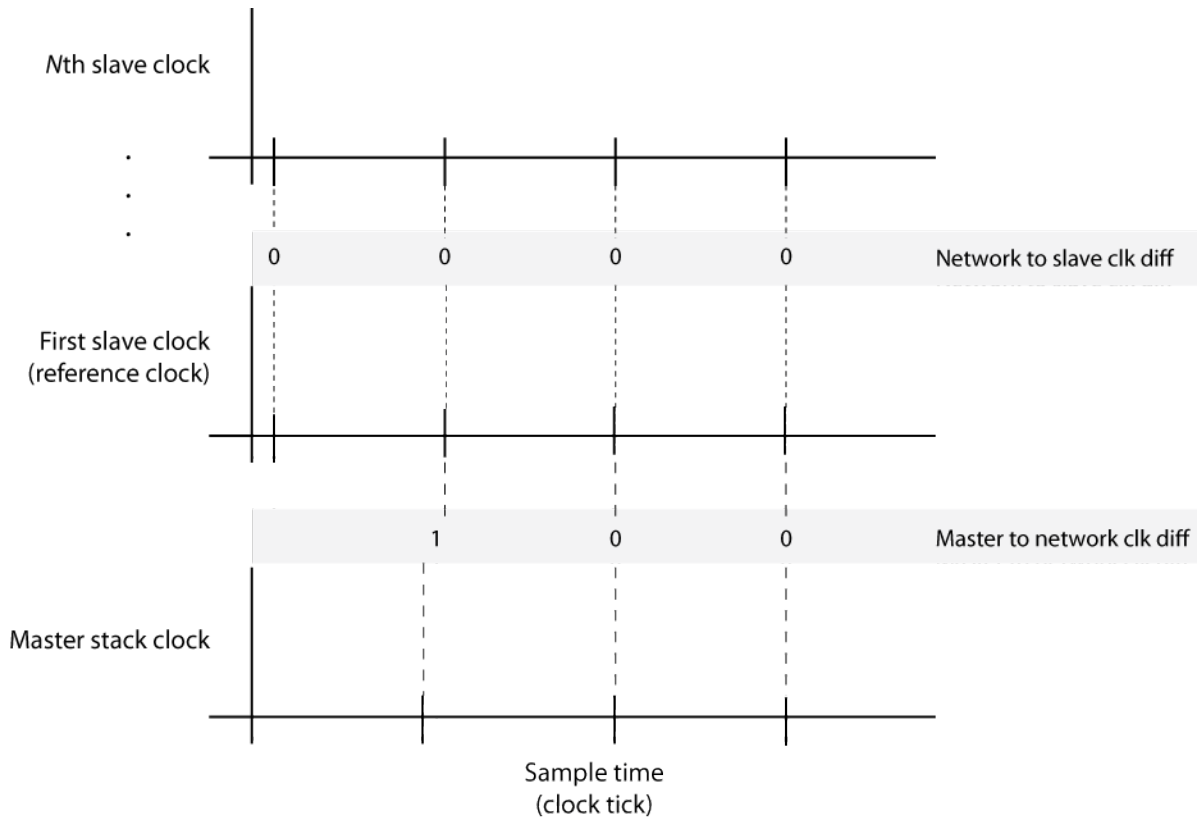 Nth slave clock
0 0 0 0 Network to slave clk diff
First slave clock
(reference clock)
1 0 0 Master to network clk diff
Master stack clock
Sample time
(clock tick)